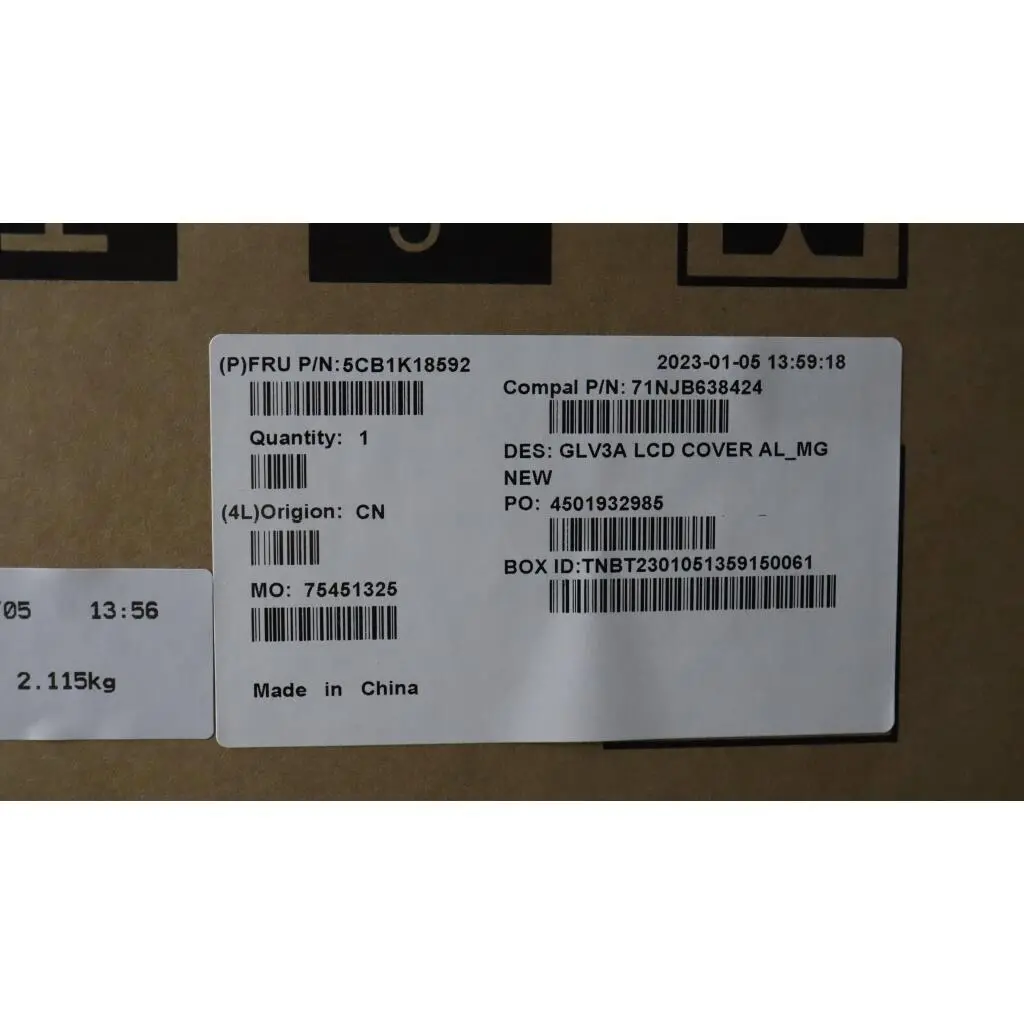 (P)FRU P/N:5CB1K18592
2023-01-05 13:59:18
Compal P/N: 71NJB638424
Quantity: 1
DES: GLV3A LCD COVER AL_MG
NEW
(4L)Origion: CN
PO: 4501932985
BOX ID:TNBT2301051359150061
MO: 75451325
Made in China
/05 13:56
2.115kg